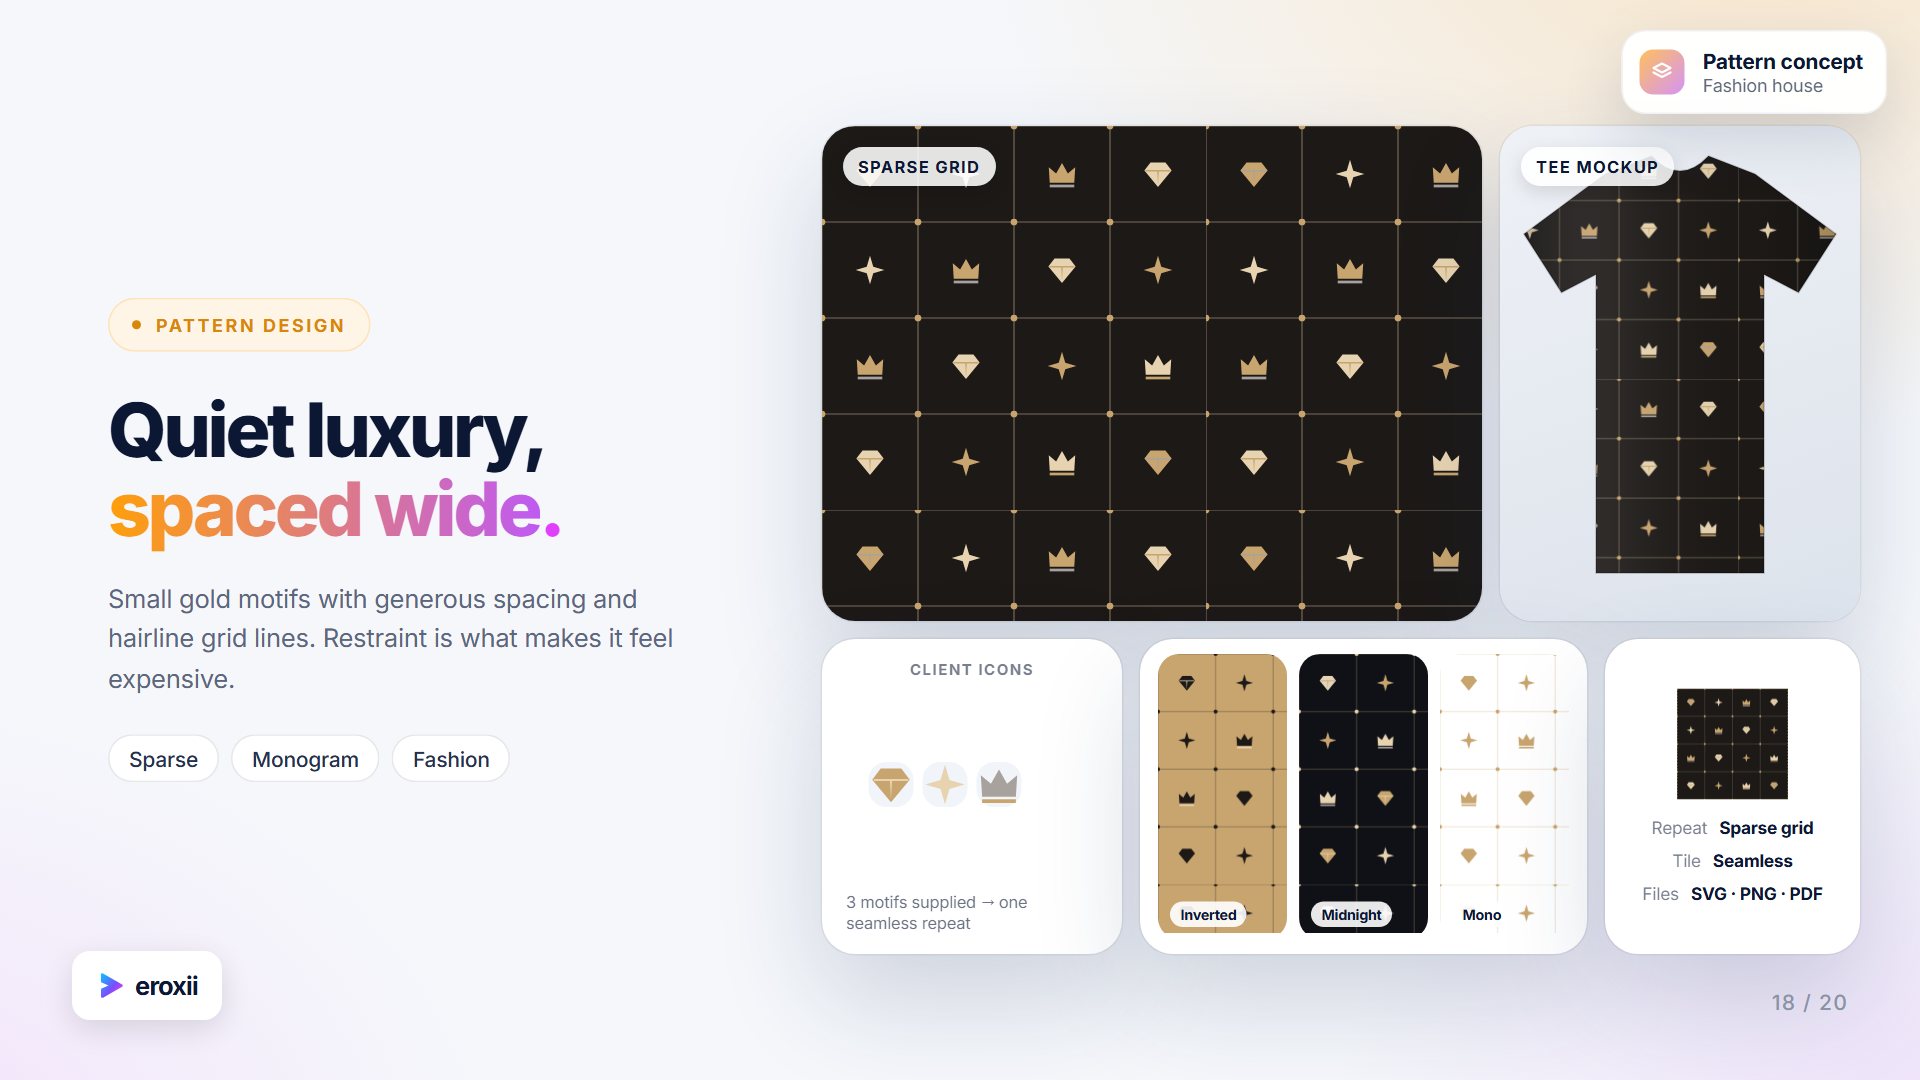 Pattern concept
Fashion house
PATTERN DESIGN
Quiet luxury,
spaced wide.
Small gold motifs with generous spacing and
hairline grid lines. Restraint is what makes it feel
expensive.
Sparse
Monogram
Fashion
SPARSE GRID
TEE MOCKUP
CLIENT ICONS
3 motifs supplied → one
seamless repeat
Inverted
Midnight
Mono
Repeat Sparse grid
Tile Seamless
Files SVG · PNG · PDF
eroxii
18 / 20